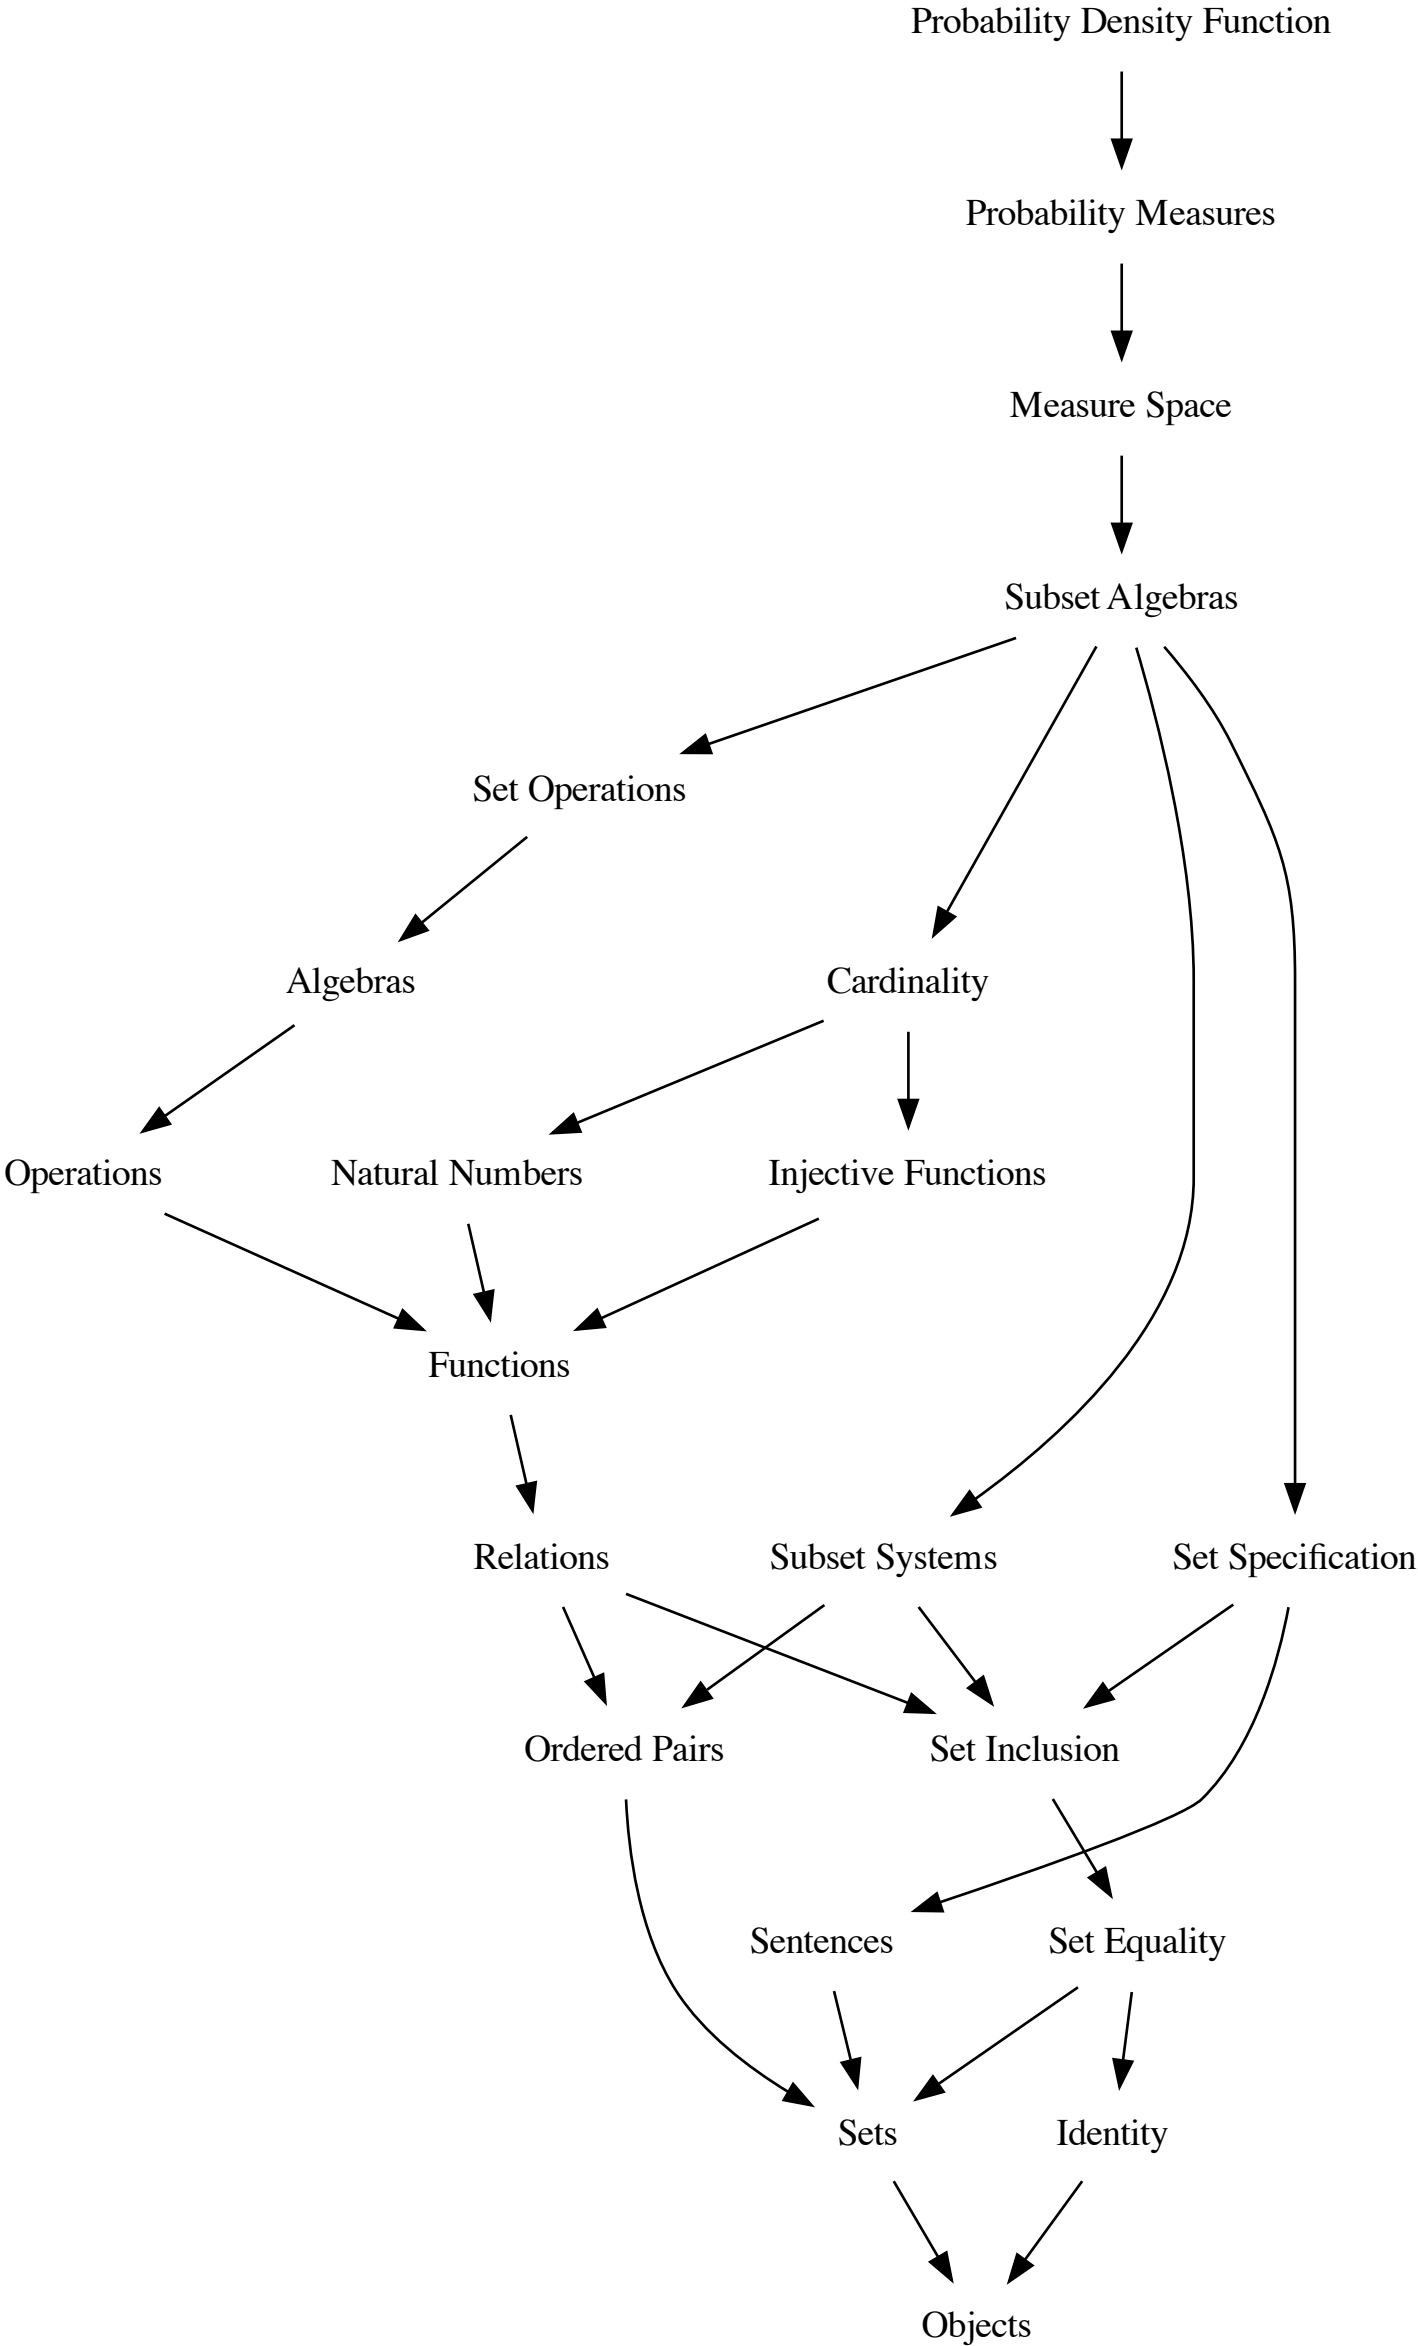 Probability Density Function
Probability Measures
Measure Space
Subset Algebras
Set Operations
Algebras
Cardinality
Operations
Natural Numbers
Injective Functions
Functions
Relations
Subset Systems
Set Specification
Ordered Pairs
Set Inclusion
Sentences
Set Equality
Sets
Identity
Objects